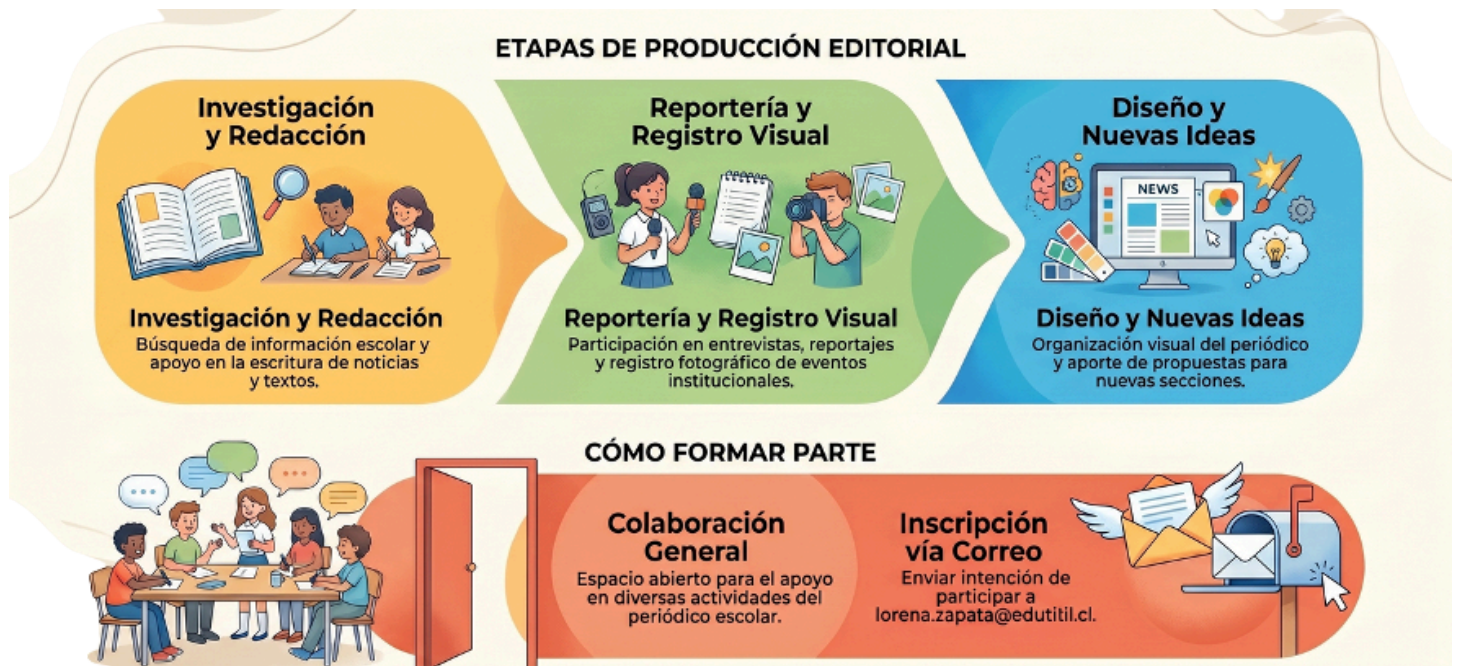 ETAPAS DE PRODUCCIÓN EDITORIAL
Investigación
y Redacción
Investigación y Redacción
Búsqueda de información escolar y
apoyo en la escritura de noticias
y textos.
Reportería y
Registro Visual
Reportería y Registro Visual
Participación en entrevistas, reportajes
y registro fotográfico de eventos
institucionales.
Diseño y
Nuevas Ideas
NEWS
Diseño y Nuevas Ideas
Organización visual del periódico
y aporte de propuestas para
nuevas secciones.
CÓMO FORMAR PARTE
Colaboración
General
Espacio abierto para el apoyo
en diversas actividades del
periódico escolar.
Inscripción
vía Correo
Enviar intención de
participar a
lorena.zapata@edutitil.cl.